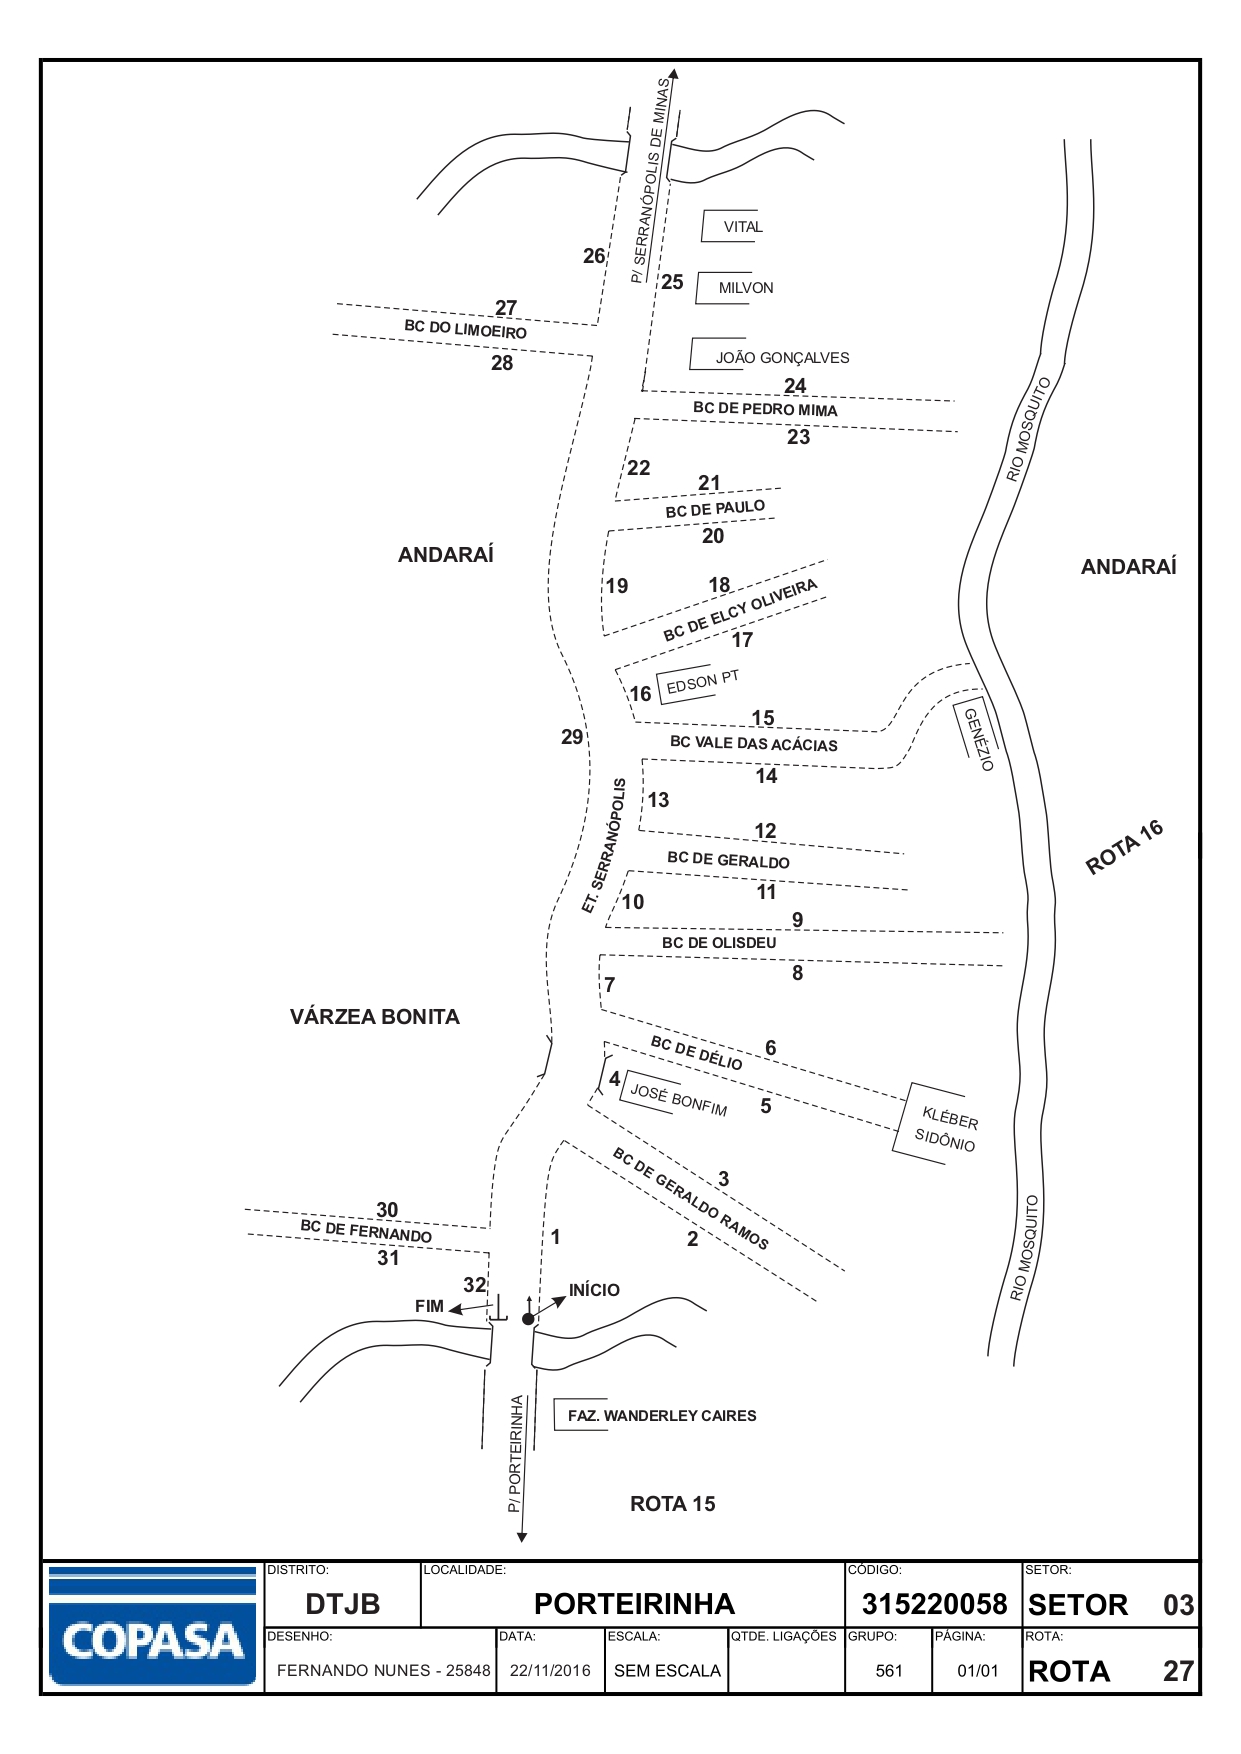 P/ SERRANÓPOLIS DE MINAS
VITAL
26
25
MILVON
27
BC DO LIMOEIRO
28
JOÃO GONÇALVES
24
BC DE PEDRO MIMA
23
RIO MOSQUITO
22
21
BC DE PAULO
20
ANDARAÍ
ANDARAÍ
19
18
BC DE ELCY OLIVEIRA
17
EDSON PT
16
15
BC VALE DAS ACÁCIAS
14
GENÉZIO
29
ET. SERRANÓPOLIS
13
12
BC DE GERALDO
11
ROTA 16
10
9
BC DE OLISDEU
8
7
VÁRZEA BONITA
6
BC DE DÉLIO
5
4
JOSÉ BONFIM
KLÉBER
SIDÔNIO
3
BC DE GERALDO RAMOS
2
30
BC DE FERNANDO
31
1
RIO MOSQUITO
32
INÍCIO
FIM
P/ PORTEIRINHA
FAZ. WANDERLEY CAIRES
ROTA 15
COPASA
DISTRITO:
DTJB
LOCALIDADE:
PORTEIRINHA
CÓDIGO:
315220058
SETOR:
SETOR 03
DESENHO:
FERNANDO NUNES - 25848
DATA:
22/11/2016
ESCALA:
SEM ESCALA
QTDE. LIGAÇÕES
GRUPO:
561
PÁGINA:
01/01
ROTA:
ROTA 27